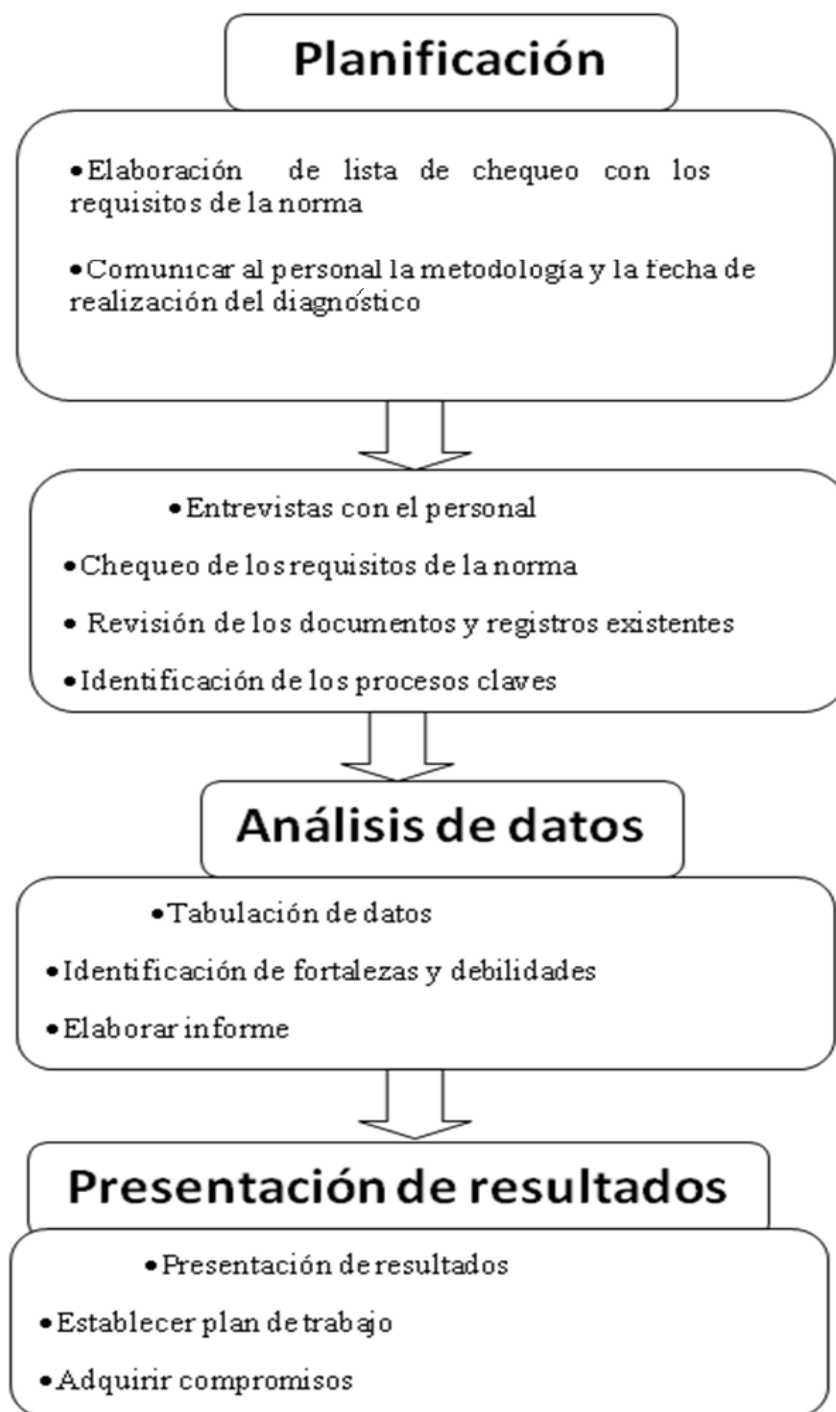 Planificación
•Elaboración de lista de chequeo con los
requisitos de la norma
•Comunicar al personal la metodología y la fecha de
realización del diagnóstico
•Entrevistas con el personal
•Chequeo de los requisitos de la norma
• Revisión de los documentos y registros existentes
•Identificación de los procesos claves
Análisis de datos
•Tabulación de datos
•Identificación de fortalezas y debilidades
•Elaborar informe
Presentación de resultados
•Presentación de resultados
•Establecer plan de trabajo
•Adquirir compromisos